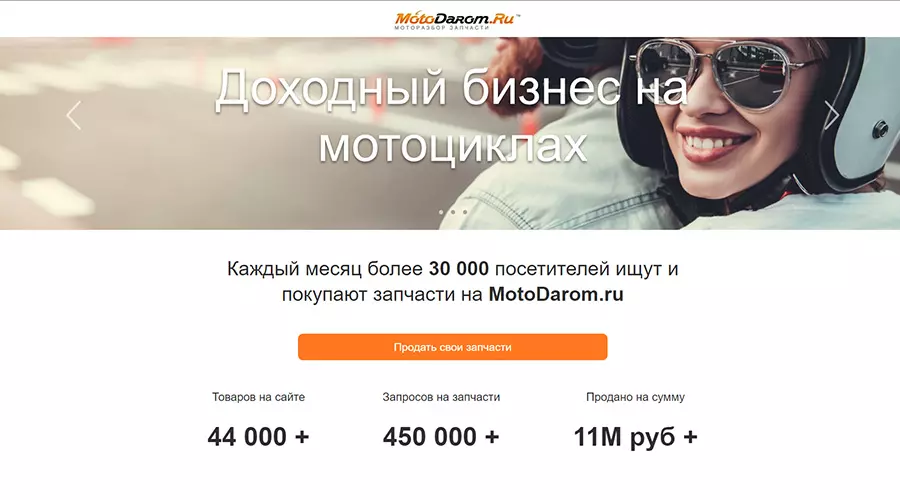 MotoDarom.Ru™
МОТОРАЗБОР ЗАПЧАСТИ
Доходный бизнес на
мотоциклах
Каждый месяц более 30 000 посетителей ищут и
покупают запчасти на MotoDarom.ru
Продать свои запчасти
Товаров на сайте
Запросов на запчасти
Продано на сумму
44 000 +
450 000 +
11М руб +